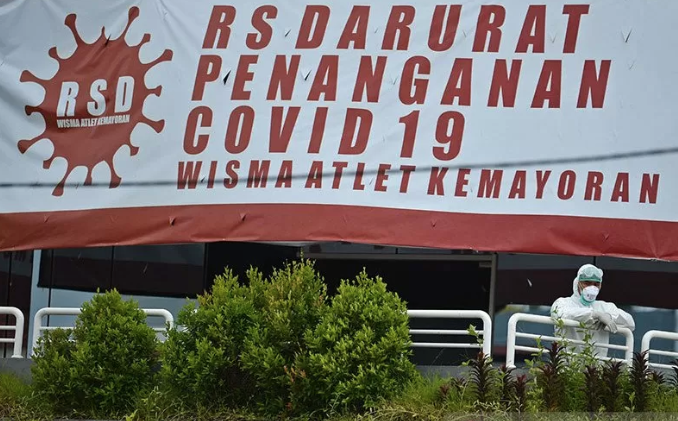 RS DARURAT
PENANGANAN
COVID 19
WISMA ATLET KEMAYORAN
RSD
WISMA ATLET KEMAYORAN